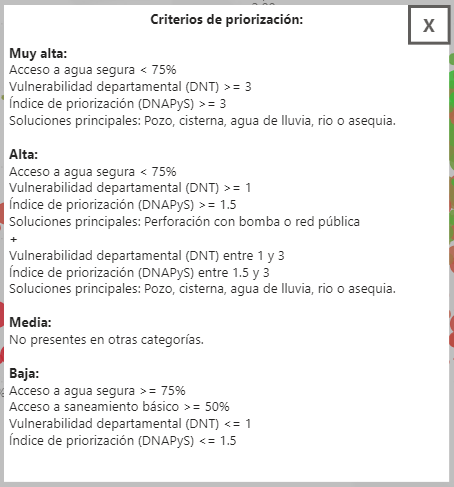 Criterios de priorización:
X
Muy alta:
Acceso a agua segura < 75%
Vulnerabilidad departamental (DNT) >= 3
Índice de priorización (DNAPyS) >= 3
Soluciones principales: Pozo, cisterna, agua de lluvia, rio o asequia.
Alta:
Acceso a agua segura < 75%
Vulnerabilidad departamental (DNT) >= 1
Índice de priorización (DNAPyS) >= 1.5
Soluciones principales: Perforación con bomba o red pública
+
Vulnerabilidad departamental (DNT) entre 1 y 3
Índice de priorización (DNAPyS) entre 1.5 y 3
Soluciones principales: Pozo, cisterna, agua de lluvia, rio o asequia.
Media:
No presentes en otras categorías.
Baja:
Acceso a agua segura >= 75%
Acceso a saneamiento básico >= 50%
Vulnerabilidad departamental (DNT) <= 1
Índice de priorización (DNAPyS) <= 1.5